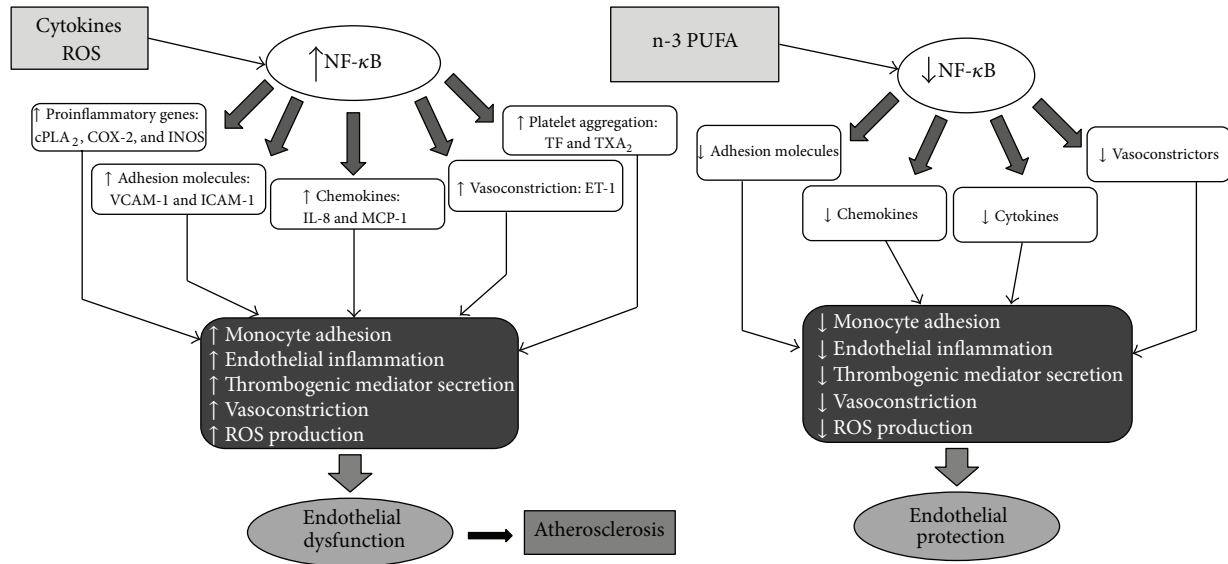 Cytokines
ROS
↑NF-κB
↑ Proinflammatory genes:
cPLA₂, COX-2, and INOS
↑ Adhesion molecules:
VCAM-1 and ICAM-1
↑ Chemokines:
IL-8 and MCP-1
↑ Vasoconstriction: ET-1
↑ Platelet aggregation:
TF and TXA₂
↑ Monocyte adhesion
↑ Endothelial inflammation
↑ Thrombogenic mediator secretion
↑ Vasoconstriction
↑ ROS production
Endothelial
dysfunction
Atherosclerosis
n-3 PUFA
↓NF-κB
↓ Adhesion molecules
↓ Chemokines
↓ Cytokines
↓ Vasoconstrictors
↓ Monocyte adhesion
↓ Endothelial inflammation
↓ Thrombogenic mediator secretion
↓ Vasoconstriction
↓ ROS production
Endothelial
protection